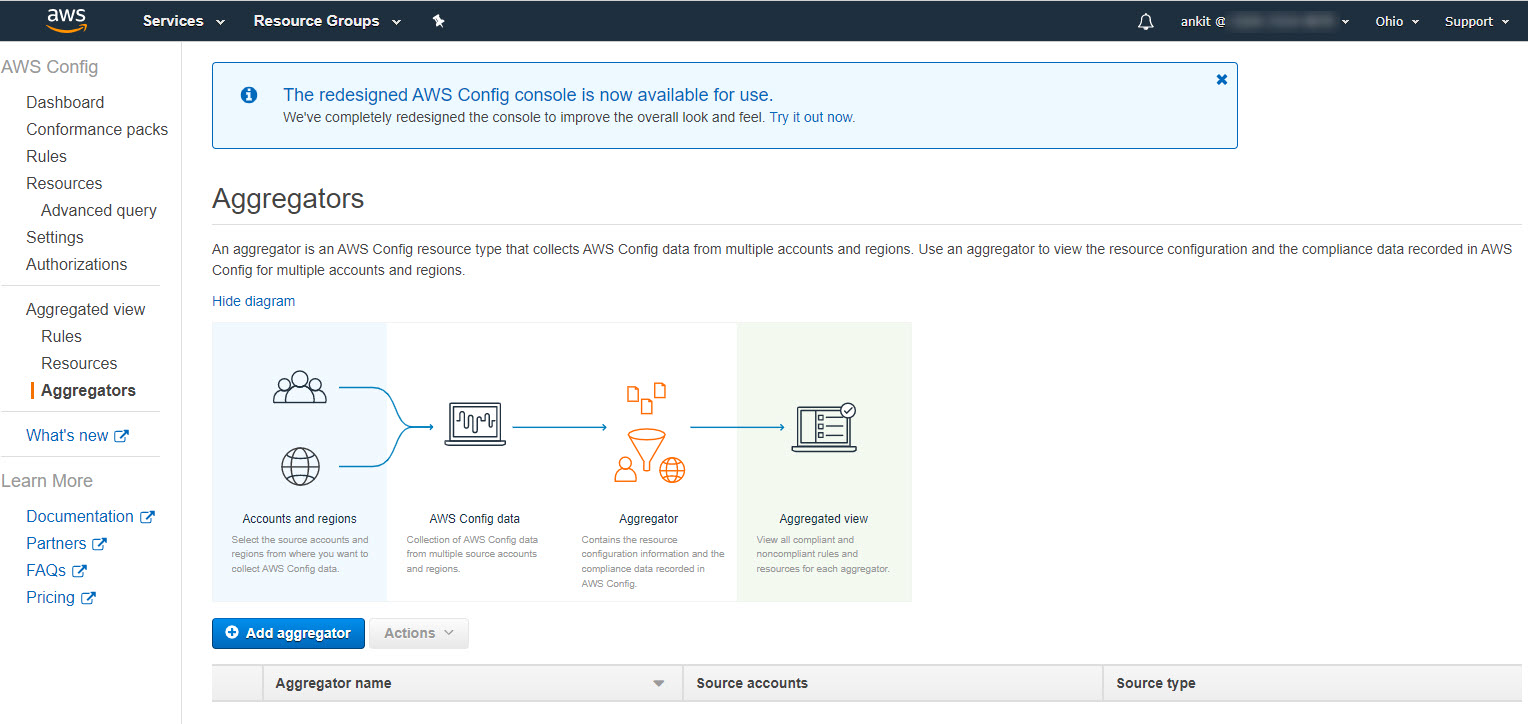 aws Services Resource Groups ankit @ Ohio Support
AWS Config
Dashboard
Conformance packs
Rules
Resources
Advanced query
Settings
Authorizations
Aggregated view
Rules
Resources
Aggregators
What's new
Learn More
Documentation
Partners
FAQs
Pricing
The redesigned AWS Config console is now available for use.
We've completely redesigned the console to improve the overall look and feel. Try it out now.
Aggregators
An aggregator is an AWS Config resource type that collects AWS Config data from multiple accounts and regions. Use an aggregator to view the resource configuration and the compliance data recorded in AWS
Config for multiple accounts and regions.
Hide diagram
Accounts and regions
Select the source accounts and
regions from where you want to
collect AWS Config data.
AWS Config data
Collection of AWS Config data
from multiple source accounts
and regions.
Aggregator
Contains the resource
configuration information and the
compliance data recorded in
AWS Config.
Aggregated view
View all compliant and
noncompliant rules and
resources for each aggregator.
Add aggregator Actions
Aggregator name Source accounts Source type